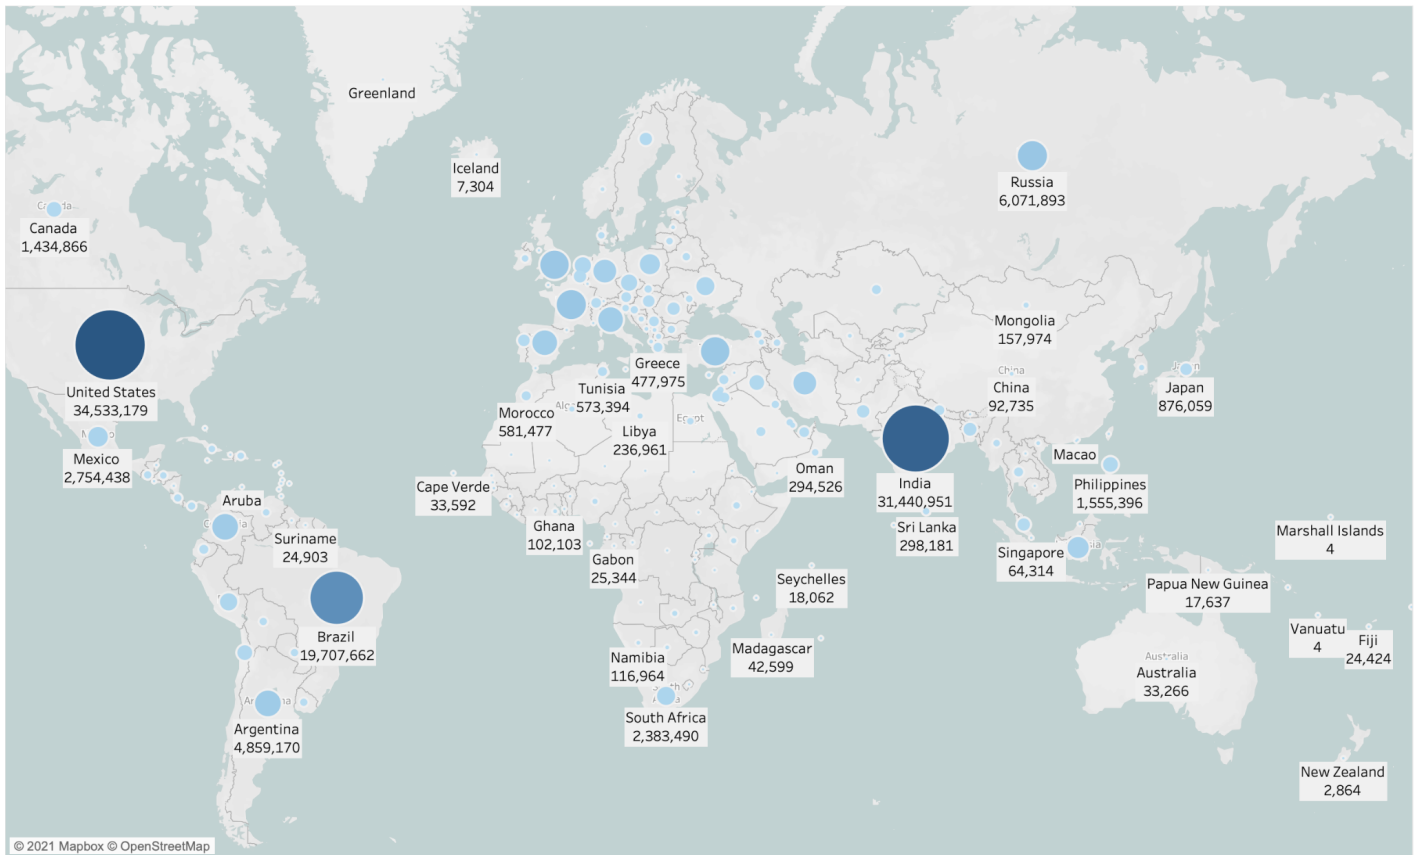 Greenland
Iceland
7,304
Russia
6,071,893
Canada
Canada
1,434,866
United States
34,533,179
Mexico
2,754,438
Greece
477,975
Tunisia
573,394
Morocco
581,477
Libya
236,961
Egypt
Mongolia
157,974
China
China
92,735
Japan
876,059
Cape Verde
33,592
Oman
294,526
India
31,440,951
Macao
Philippines
1,555,396
Aruba
Suriname
24,903
Ghana
102,103
Gabon
25,344
Sri Lanka
298,181
Singapore
64,314
Marshall Islands
4
Seychelles
18,062
Papua New Guinea
17,637
Brazil
19,707,662
Namibia
116,964
Madagascar
42,599
Vanuatu
4
Fiji
24,424
Australia
Australia
33,266
South Africa
2,383,490
Argentina
4,859,170
New Zealand
2,864
© 2021 Mapbox © OpenStreetMap